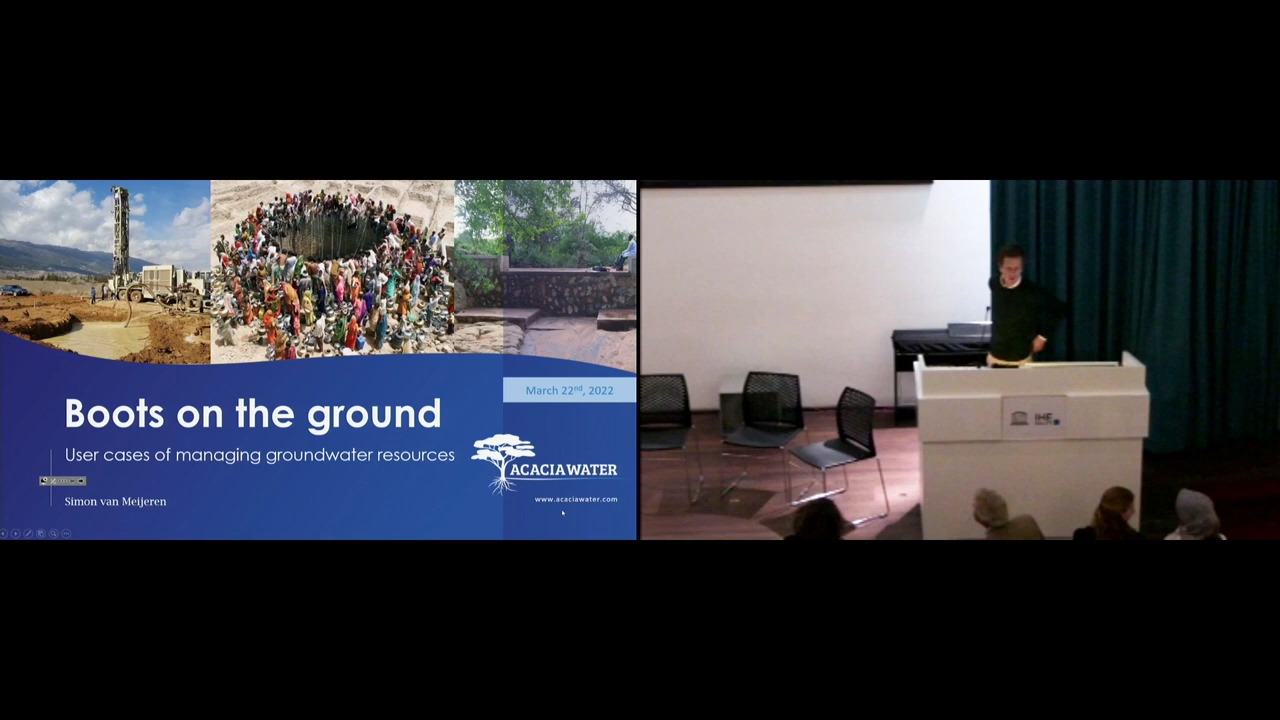 March 22nd, 2022
Boots on the ground
User cases of managing groundwater resources
ACACIAWATER
www.acaciawater.com
Simon van Meijeren
IHE